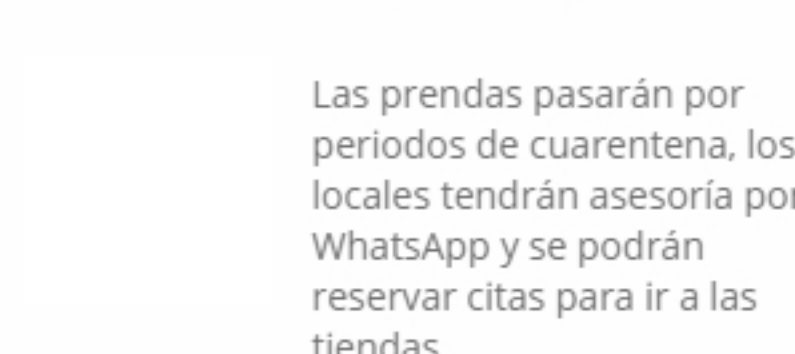 Las prendas pasarán por
periodos de cuarentena, los
locales tendrán asesoría por
WhatsApp y se podrán
reservar citas para ir a las
tiendas